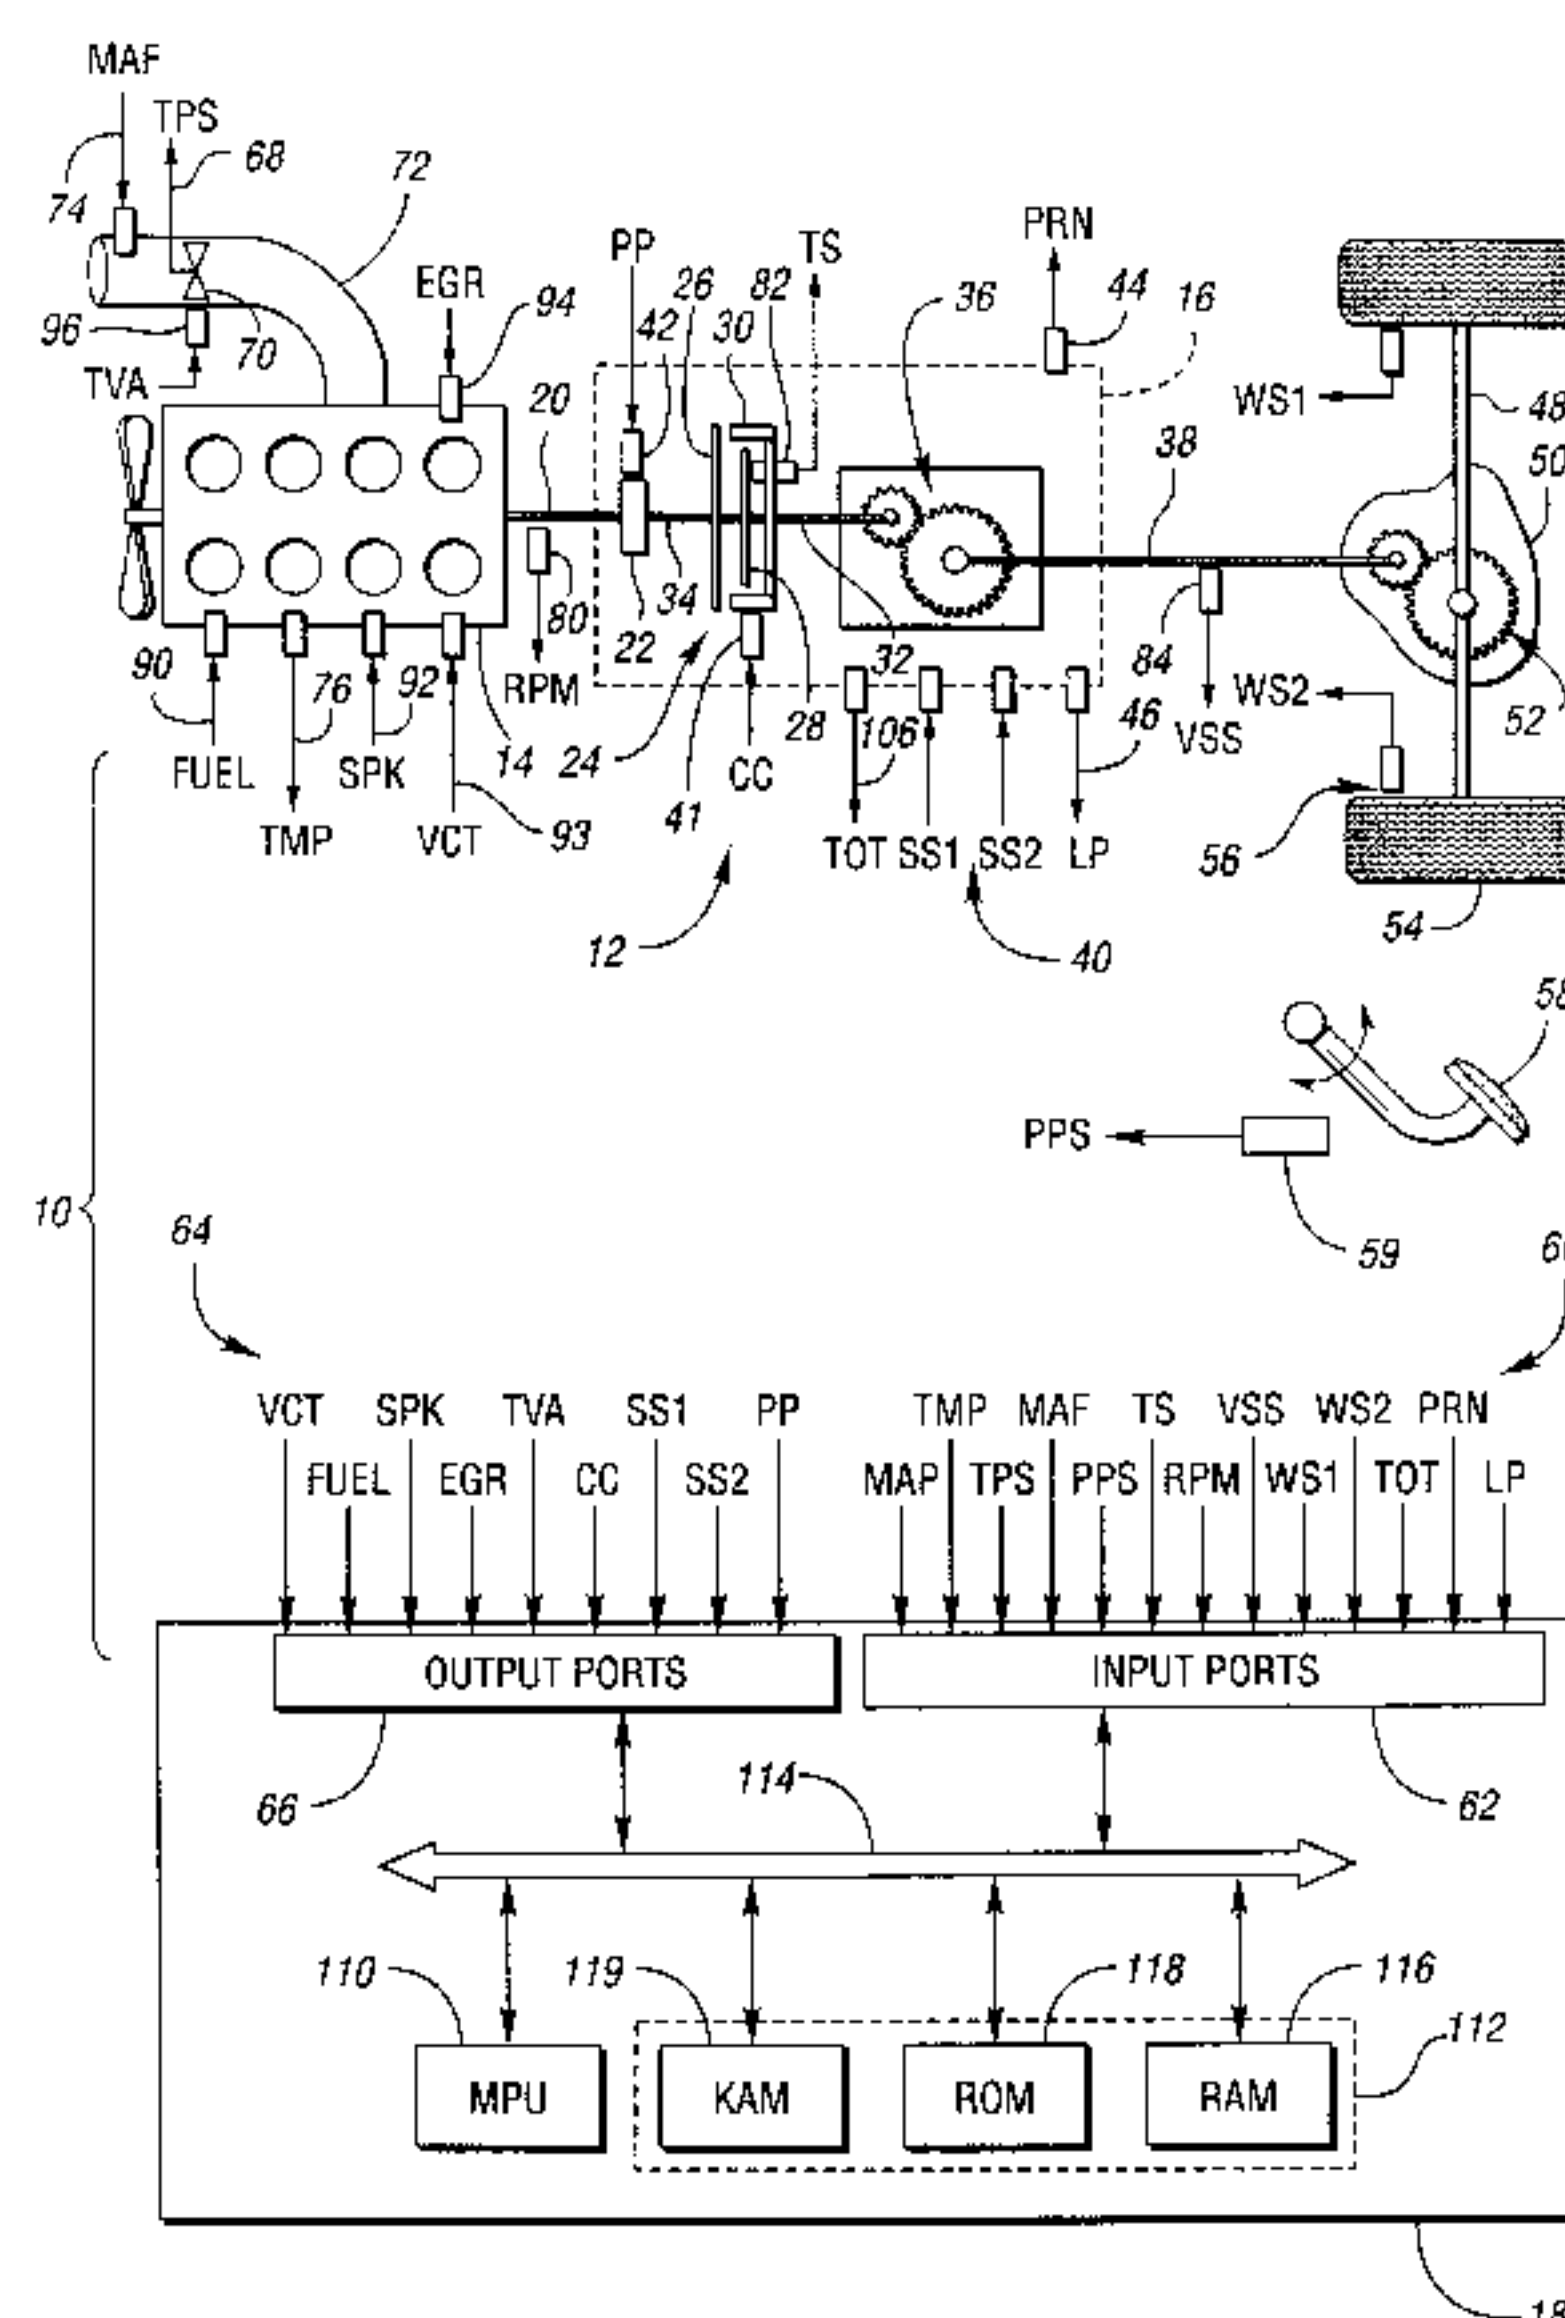 MAF
TPS
68
72
74
PRN
PP
TS
26
82
EGR
94
36
44
16
96
42
30
70
TVA
20
WS1
48
38
50
34
80
22
32
84
90
76
92
RPM
WS2
28
106
46
VSS
52
FUEL
SPK
14
24
CC
41
TMP
VCT
93
TOT
SS1
SS2
LP
56
12
40
54
58
PPS
10
64
59
VCT
SPK
TVA
SS1
PP
TMP
MAF
TS
VSS
WS2
PRN
FUEL
EGR
CC
SS2
MAP
TPS
PPS
RPM
WS1
TOT
LP
OUTPUT PORTS
INPUT PORTS
114
66
62
110
119
118
116
112
MPU
KAM
ROM
RAM
18